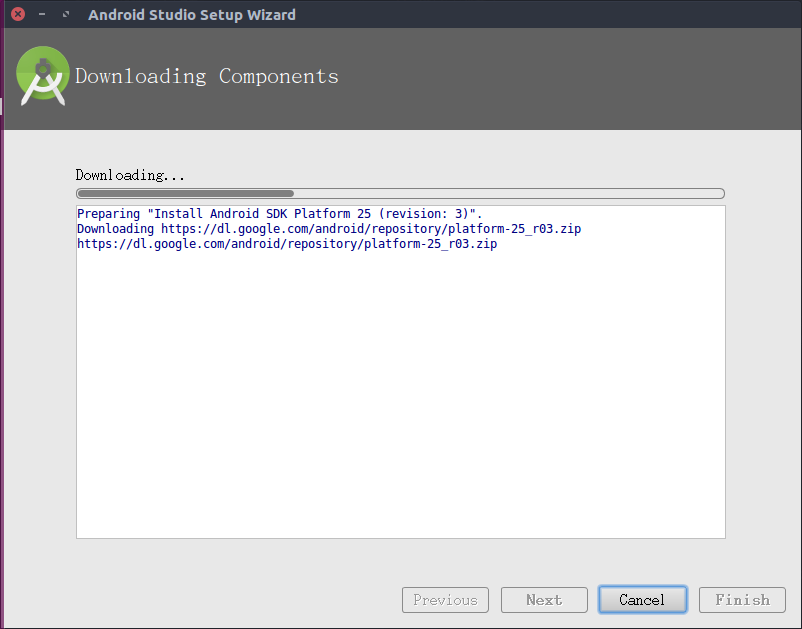 Android Studio Setup Wizard
Downloading Components
Downloading...
Preparing "Install Android SDK Platform 25 (revision: 3)".
Downloading https://dl.google.com/android/repository/platform-25_r03.zip
https://dl.google.com/android/repository/platform-25_r03.zip
Previous Next Cancel Finish